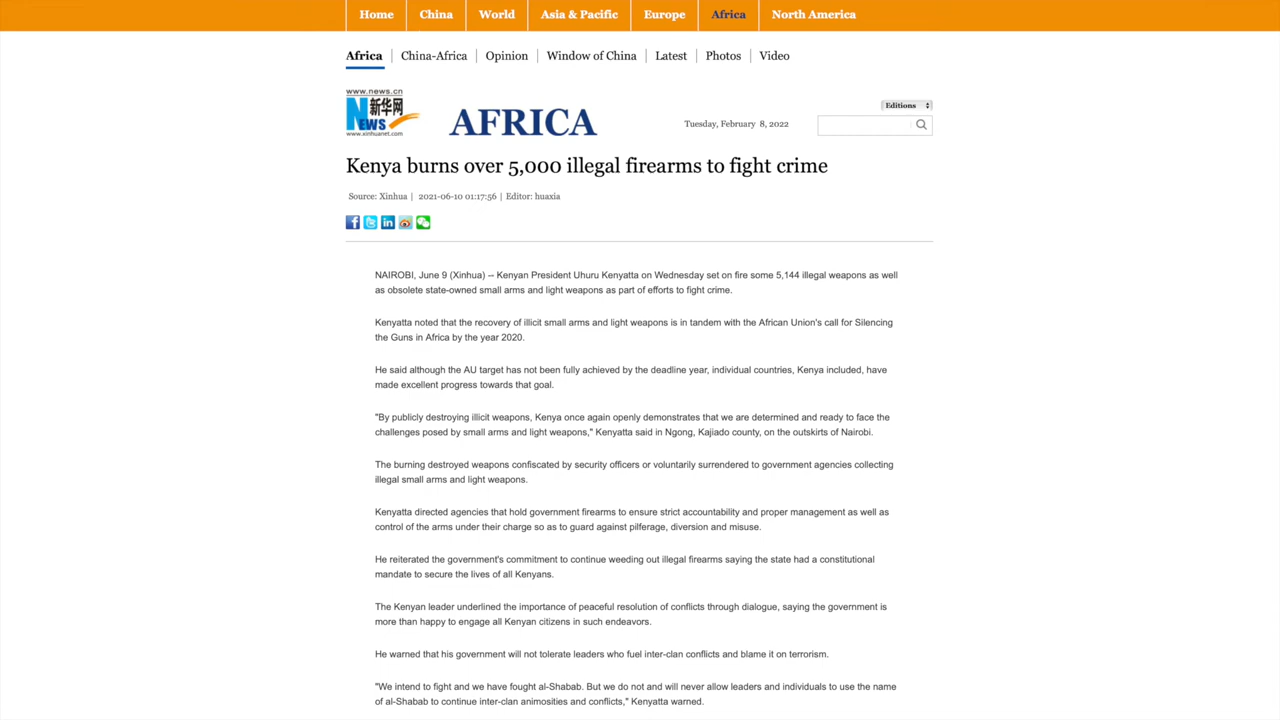 Home China World Asia & Pacific Europe Africa North America
Africa China-Africa Opinion Window of China Latest Photos Video
www.news.cn
新华网
NEWS
www.xinhuanet.com
AFRICA
Tuesday, February 8, 2022
Editions
Kenya burns over 5,000 illegal firearms to fight crime
Source: Xinhua | 2021-06-10 01:17:56 | Editor: huaxia
NAIROBI, June 9 (Xinhua) -- Kenyan President Uhuru Kenyatta on Wednesday set on fire some 5,144 illegal weapons as well
as obsolete state-owned small arms and light weapons as part of efforts to fight crime.
Kenyatta noted that the recovery of illicit small arms and light weapons is in tandem with the African Union's call for Silencing
the Guns in Africa by the year 2020.
He said although the AU target has not been fully achieved by the deadline year, individual countries, Kenya included, have
made excellent progress towards that goal.
"By publicly destroying illicit weapons, Kenya once again openly demonstrates that we are determined and ready to face the
challenges posed by small arms and light weapons," Kenyatta said in Ngong, Kajiado county, on the outskirts of Nairobi.
The burning destroyed weapons confiscated by security officers or voluntarily surrendered to government agencies collecting
illegal small arms and light weapons.
Kenyatta directed agencies that hold government firearms to ensure strict accountability and proper management as well as
control of the arms under their charge so as to guard against pilferage, diversion and misuse.
He reiterated the government's commitment to continue weeding out illegal firearms saying the state had a constitutional
mandate to secure the lives of all Kenyans.
The Kenyan leader underlined the importance of peaceful resolution of conflicts through dialogue, saying the government is
more than happy to engage all Kenyan citizens in such endeavors.
He warned that his government will not tolerate leaders who fuel inter-clan conflicts and blame it on terrorism.
"We intend to fight and we have fought al-Shabab. But we do not and will never allow leaders and individuals to use the name
of al-Shabab to continue inter-clan animosities and conflicts," Kenyatta warned.